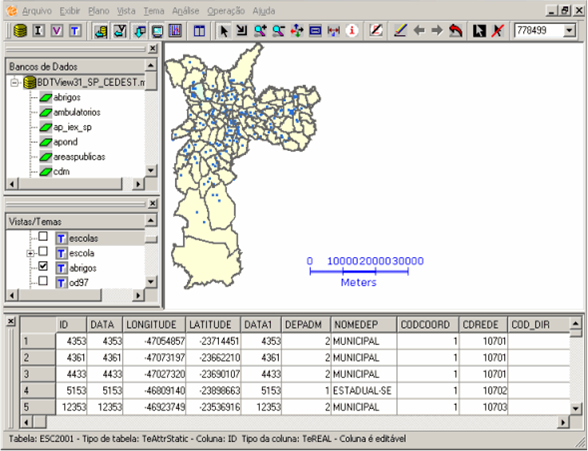 Arquivo Exibir Plano Vista Tema Análise Operação Ajuda
778499
Bancos de Dados
BDTView31_SP_CEDEST.m
abrigos
ambulatorios
ap_iex_sp
apond
areaspublicas
cdm
Vistas/Temas
escolas
escola
abrigos
od97
0 10000 20000 30000
Meters
ID DATA LONGITUDE LATITUDE DATA1 DEPADM NOMEDEP CODCOORD CDREDE COD_DIR
1 4353 4353 -47054857 -23714451 4353 2 MUNICIPAL 1 10701
2 4361 4361 -47073197 -23662210 4361 2 MUNICIPAL 1 10701
3 4433 4433 -47027320 -23690107 4433 2 MUNICIPAL 1 10701
4 5153 5153 -46809140 -23898663 5153 1 ESTADUAL-SE 1 10702
5 12353 12353 -46923749 -23536916 12353 2 MUNICIPAL 1 10703
Tabela: ESC2001 - Tipo de tabela: TeAttrStatic - Coluna: ID Tipo da coluna: TeREAL - Coluna é editável